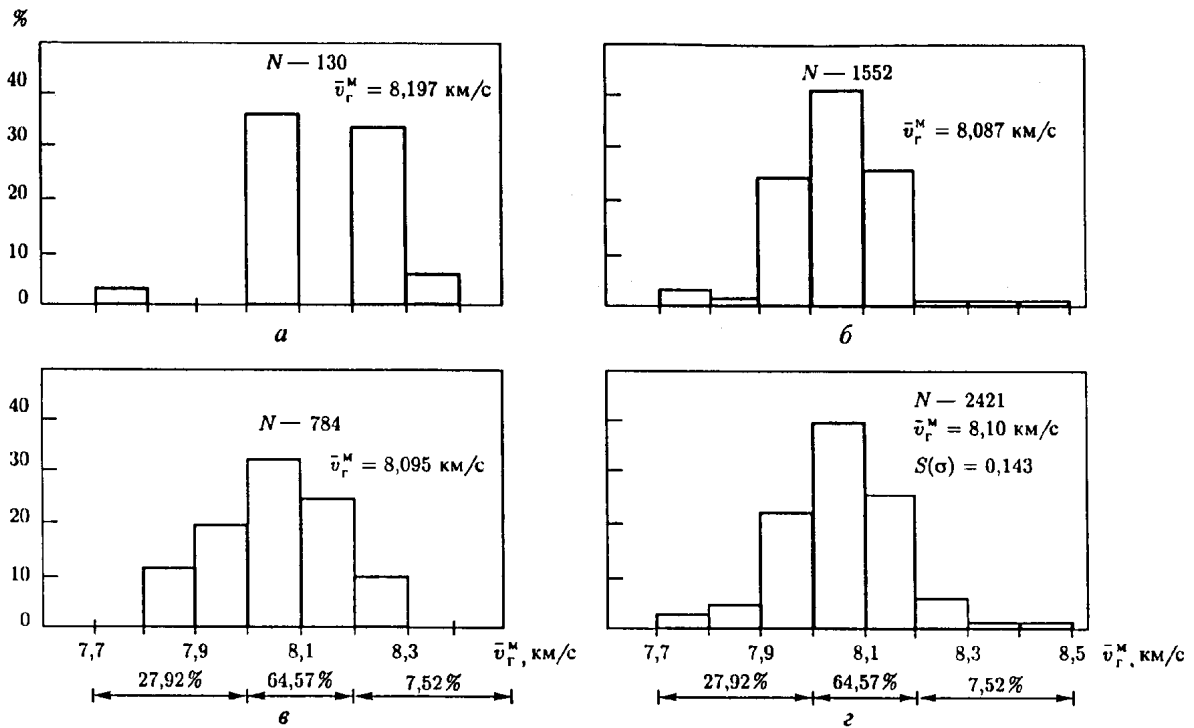 %
N — 130
v̄ᵣᴹ = 8,197 км/с
40
30
20
10
0
а
N — 1552
v̄ᵣᴹ = 8,087 км/с
б
N — 784
v̄ᵣᴹ = 8,095 км/с
40
30
20
10
0
7,7 7,9 8,1 8,3 v̄ᵣᴹ, км/с
27,92% 64,57% 7,52%
в
N — 2421
v̄ᵣᴹ = 8,10 км/с
S(σ) = 0,143
7,7 7,9 8,1 8,3 8,5 v̄ᵣᴹ, км/с
27,92% 64,57% 7,52%
г